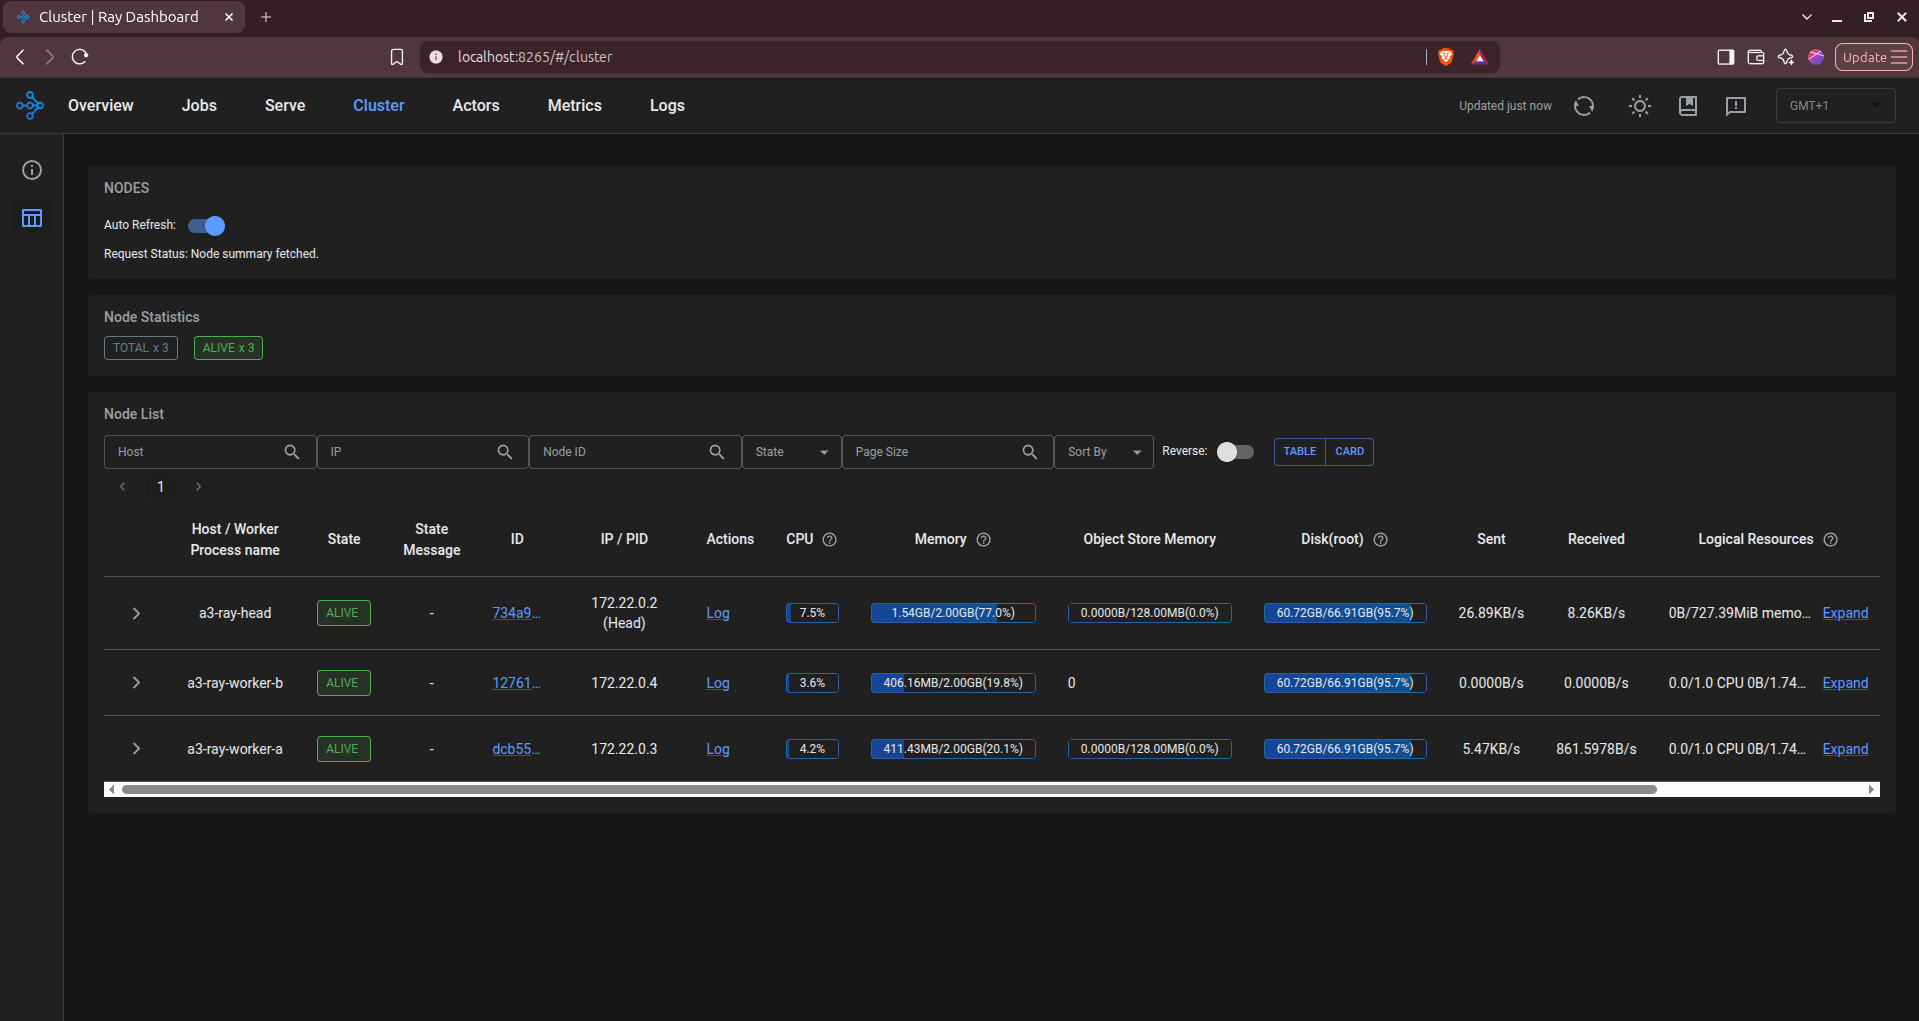 Cluster | Ray Dashboard
localhost:8265/#/cluster
Update
Overview Jobs Serve Cluster Actors Metrics Logs
Updated just now
GMT+1
NODES
Auto Refresh:
Request Status: Node summary fetched.
Node Statistics
TOTAL x 3 ALIVE x 3
Node List
Host IP Node ID State Page Size Sort By Reverse: TABLE CARD
1
Host / Worker Process name State State Message ID IP / PID Actions CPU Memory Object Store Memory Disk(root) Sent Received Logical Resources
a3-ray-head ALIVE - 734a9... 172.22.0.2 (Head) Log 7.5% 1.54GB/2.00GB(77.0%) 0.0000B/128.00MB(0.0%) 60.72GB/66.91GB(95.7%) 26.89KB/s 8.26KB/s 0B/727.39MiB memo... Expand
a3-ray-worker-b ALIVE - 12761... 172.22.0.4 Log 3.6% 406.16MB/2.00GB(19.8%) 0 60.72GB/66.91GB(95.7%) 0.0000B/s 0.0000B/s 0.0/1.0 CPU 0B/1.74... Expand
a3-ray-worker-a ALIVE - dcb55... 172.22.0.3 Log 4.2% 411.43MB/2.00GB(20.1%) 0.0000B/128.00MB(0.0%) 60.72GB/66.91GB(95.7%) 5.47KB/s 861.5978B/s 0.0/1.0 CPU 0B/1.74... Expand